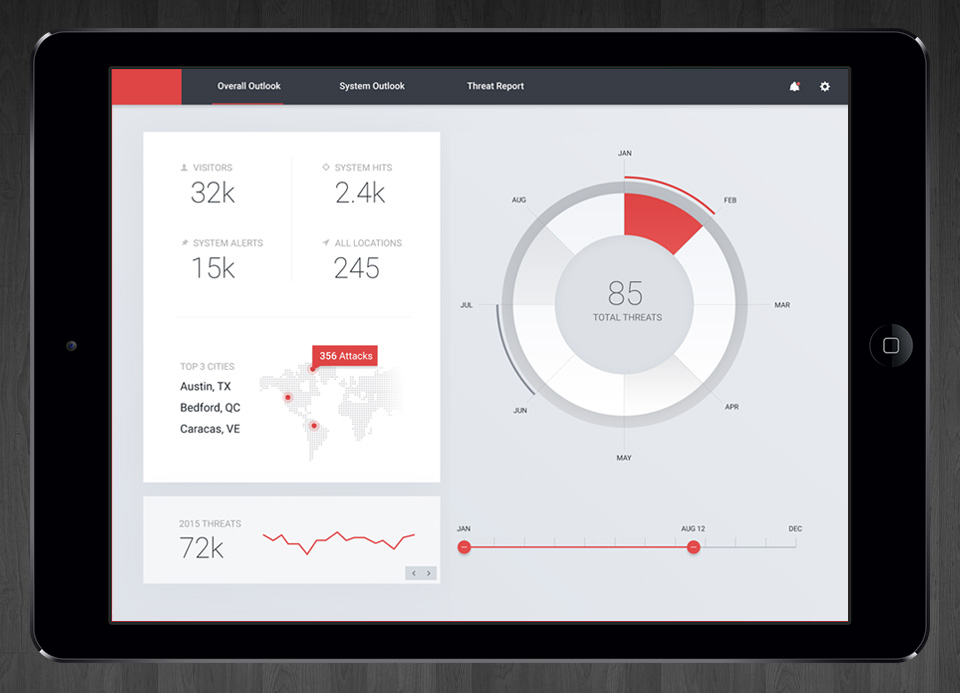 Overall Outlook
System Outlook
Threat Report
VISITORS
32k
SYSTEM HITS
2.4k
SYSTEM ALERTS
15k
ALL LOCATIONS
245
TOP 3 CITIES
Austin, TX
Bedford, QC
Caracas, VE
356 Attacks
2015 THREATS
72k
JAN
FEB
MAR
APR
MAY
JUN
JUL
AUG
85
TOTAL THREATS
JAN
AUG 12
DEC